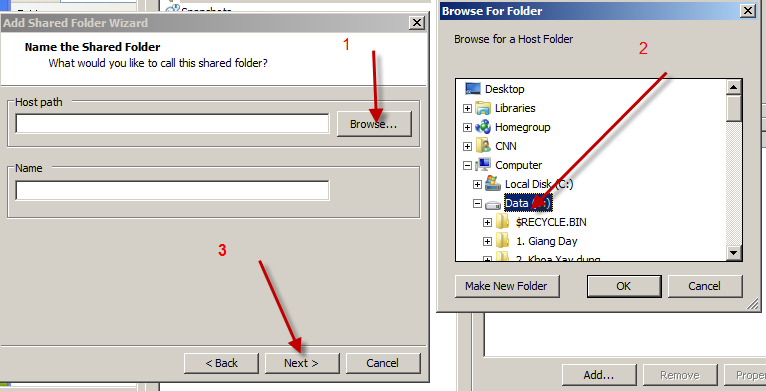 Snapshots
Add Shared Folder Wizard
Name the Shared Folder
What would you like to call this shared folder?
1
Host path
Browse...
Name
3
< Back
Next >
Cancel
Browse For Folder
Browse for a Host Folder
2
Desktop
Libraries
Homegroup
CNN
Computer
Local Disk (C:)
Data
$RECYCLE.BIN
1. Giang Day
2. Khoa Xay dung
Make New Folder
OK
Cancel
Add...
Remove
Proper